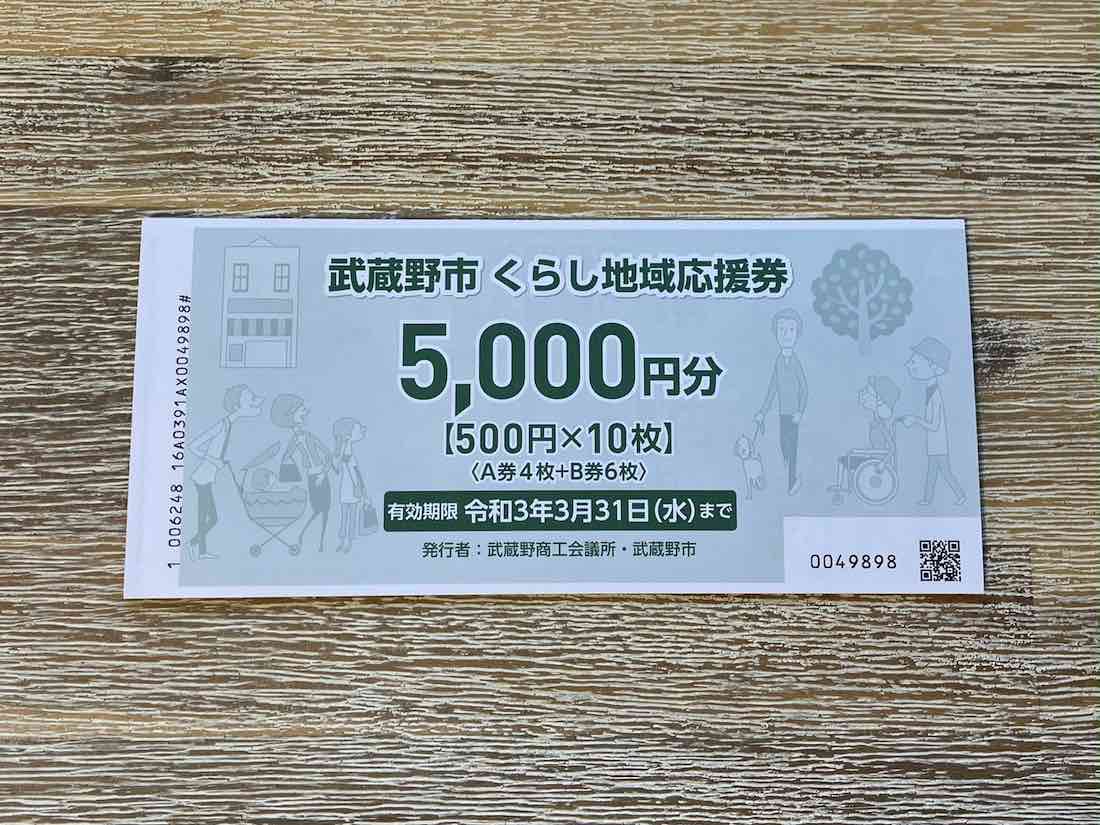 武蔵野市 くらし地域応援券
5,000円分
【500円×10枚】
〈A券4枚+B券6枚〉
有効期限 令和3年3月31日(水)まで
発行者：武蔵野商工会議所・武蔵野市
0049898
1 006248 16A0391AX0049898#